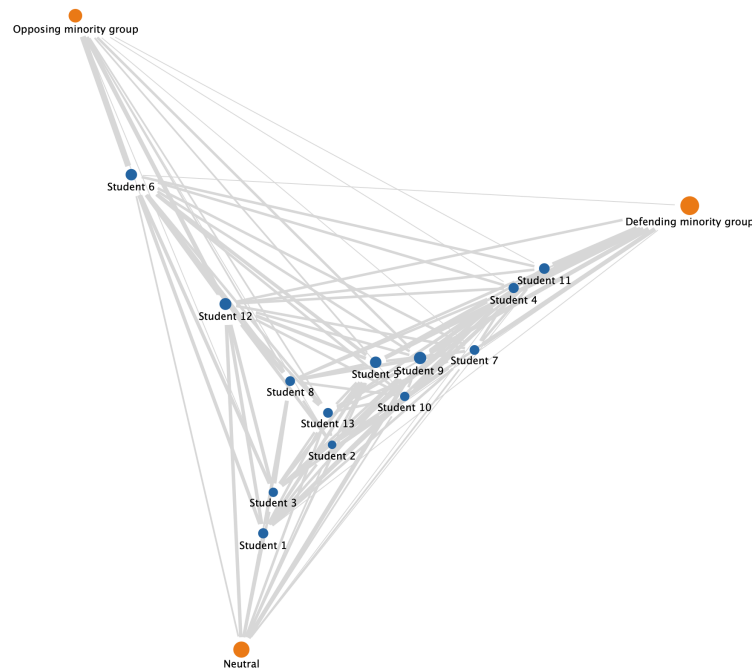 Opposing minority group
Student 6
Defending minority group
Student 11
Student 4
Student 12
Student 7
Student 5
Student 9
Student 8
Student 10
Student 13
Student 2
Student 3
Student 1
Neutral